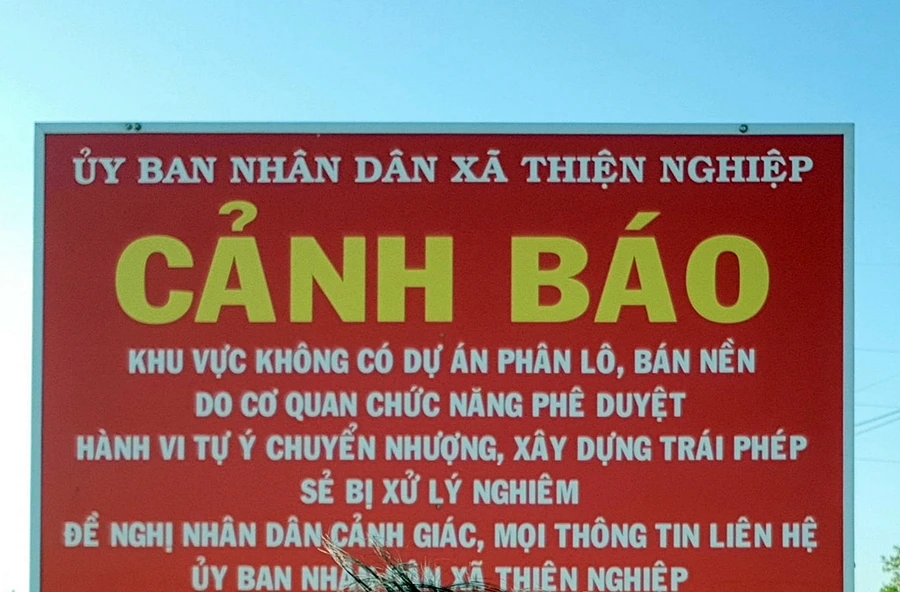 ỦY BAN NHÂN DÂN XÃ THIỆN NGHIỆP
CẢNH BÁO
KHU VỰC KHÔNG CÓ DỰ ÁN PHÂN LÔ, BÁN NỀN
DO CƠ QUAN CHỨC NĂNG PHÊ DUYỆT
HÀNH VI TỰ Ý CHUYỂN NHƯỢNG, XÂY DỰNG TRÁI PHÉP
SẺ BỊ XỬ LÝ NGHIÊM
ĐỀ NGHỊ NHÂN DÂN CẢNH GIÁC, MỌI THÔNG TIN LIÊN HỆ
ỦY BAN NHÂN DÂN XÃ THIỆN NGHIỆP